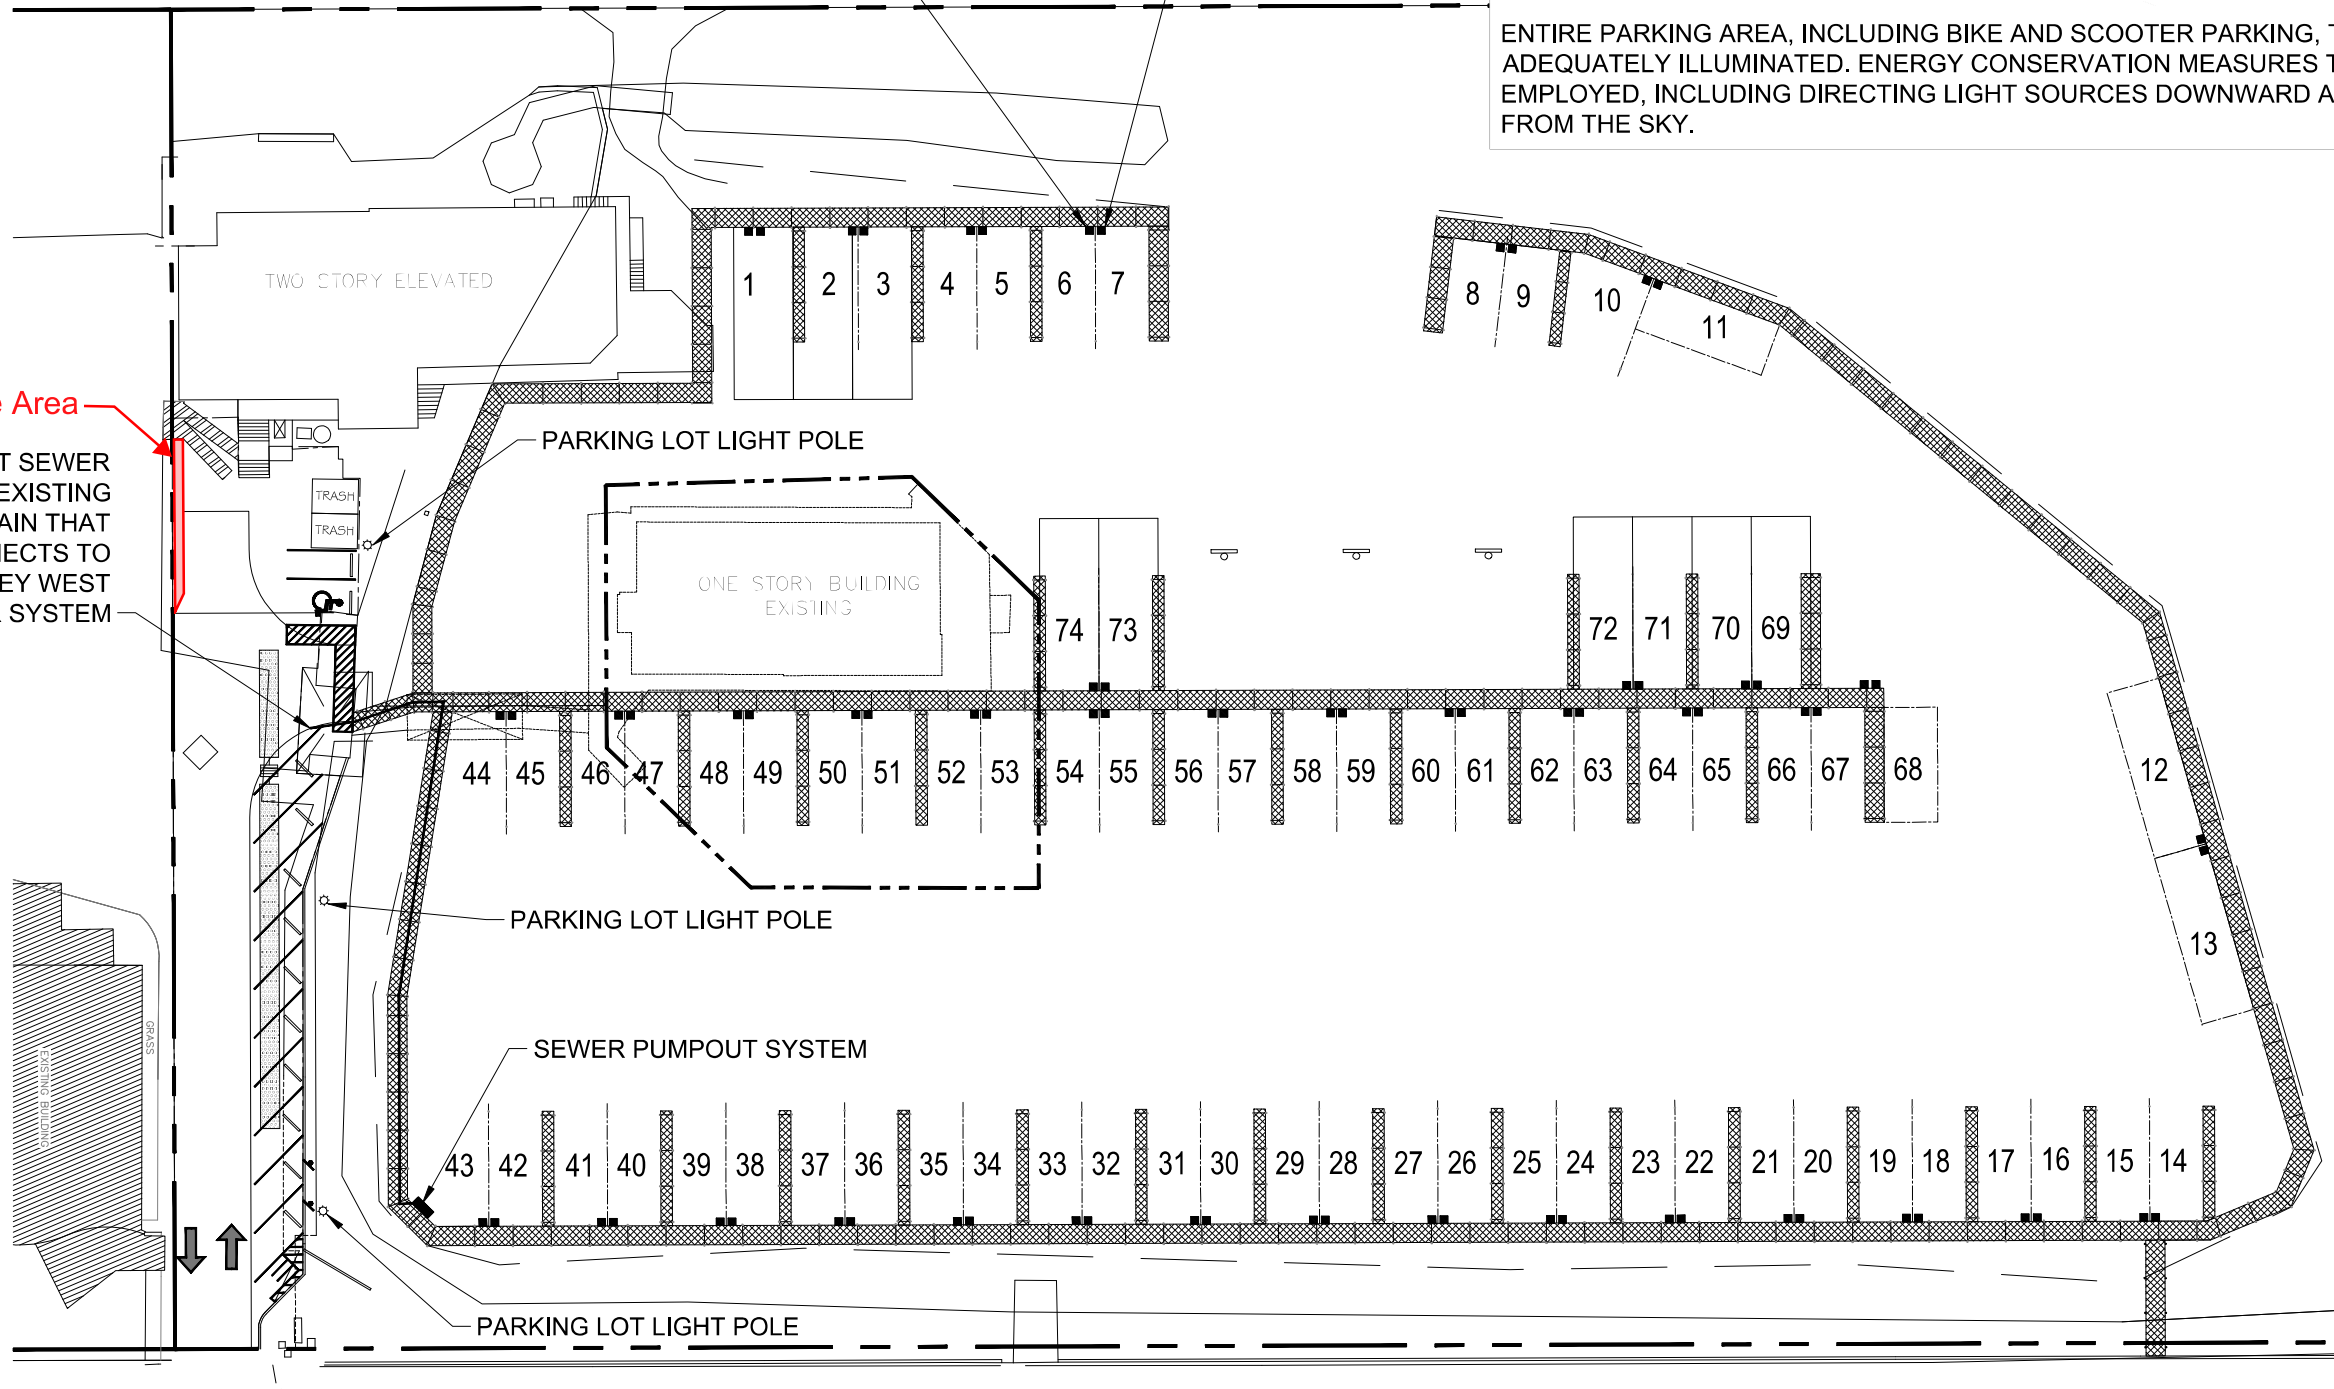 ENTIRE PARKING AREA, INCLUDING BIKE AND SCOOTER PARKING,
ADEQUATELY ILLUMINATED. ENERGY CONSERVATION MEASURES
EMPLOYED, INCLUDING DIRECTING LIGHT SOURCES DOWNWARD
FROM THE SKY.
TWO STORY ELEVATED
1 2 3 4 5 6 7
8 9 10 11
Area
SEWER
EXISTING
THAT
TO
WEST
SYSTEM
PARKING LOT LIGHT POLE
TRASH
TRASH
ONE STORY BUILDING
EXISTING
74 73
72 71 70 69
44 45 46 47 48 49 50 51 52 53 54 55 56 57 58 59 60 61 62 63 64 65 66 67 68
12
13
PARKING LOT LIGHT POLE
GRASS
EXISTING BUILDING
SEWER PUMPOUT SYSTEM
43 42 41 40 39 38 37 36 35 34 33 32 31 30 29 28 27 26 25 24 23 22 21 20 19 18 17 16 15 14
PARKING LOT LIGHT POLE